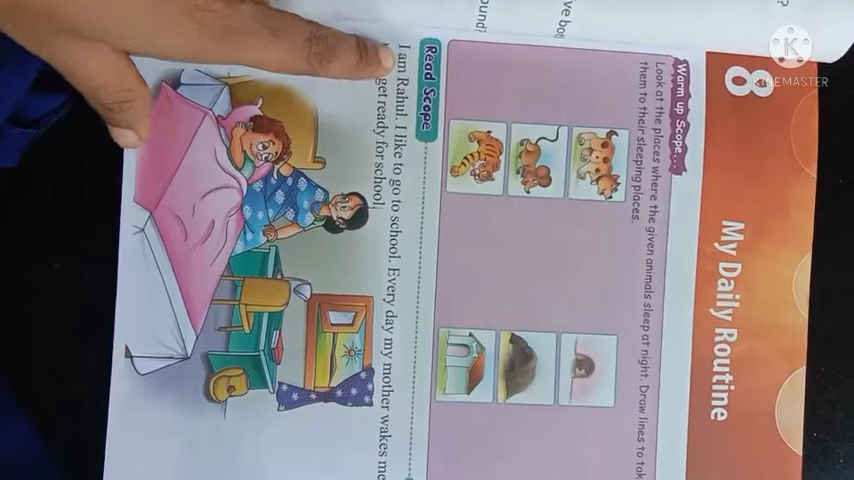 8
My Daily Routine
Warm up Scope...
Look at the places where the given animals sleep at night. Draw lines to
them to their sleeping places.
Read Scope
I am Rahul. I like to go to school. Every day my mother wakes me
get ready for school.
KINEMASTER